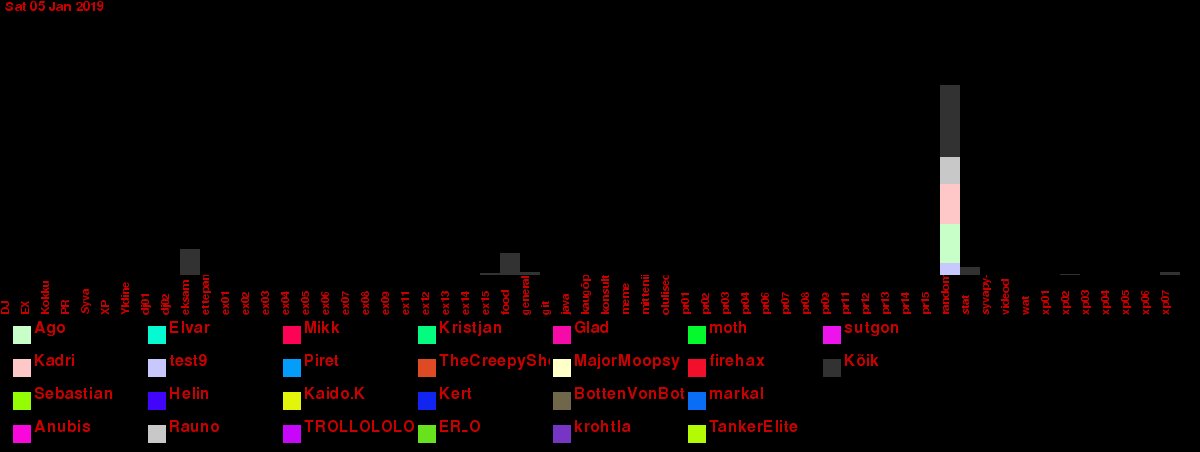 Sat 05 Jan 2019
DJ
EX
Kokku
PR
Syva
XP
Yldine
dj01
dj02
eksam
ettepan
ex01
ex02
ex03
ex04
ex05
ex06
ex07
ex08
ex09
ex11
ex12
ex13
ex14
ex15
food
general
git
java
kaugõp
konsult
meme
mitteini
olulisec
pr01
pr02
pr03
pr04
pr06
pr07
pr08
pr09
pr11
pr12
pr13
pr14
pr15
random
stat
syvapy-
videod
wat
xp01
xp02
xp03
xp04
xp05
xp06
xp07
Ago Elvar Mikk Kristjan Glad moth sutgon
Kadri test9 Piret TheCreepySh MajorMoopsy firehax Kõik
Sebastian Helin Kaido.K Kert BottenVonBot markal
Anubis Rauno TROLLOLOLO ER_O krohtla TankerElite